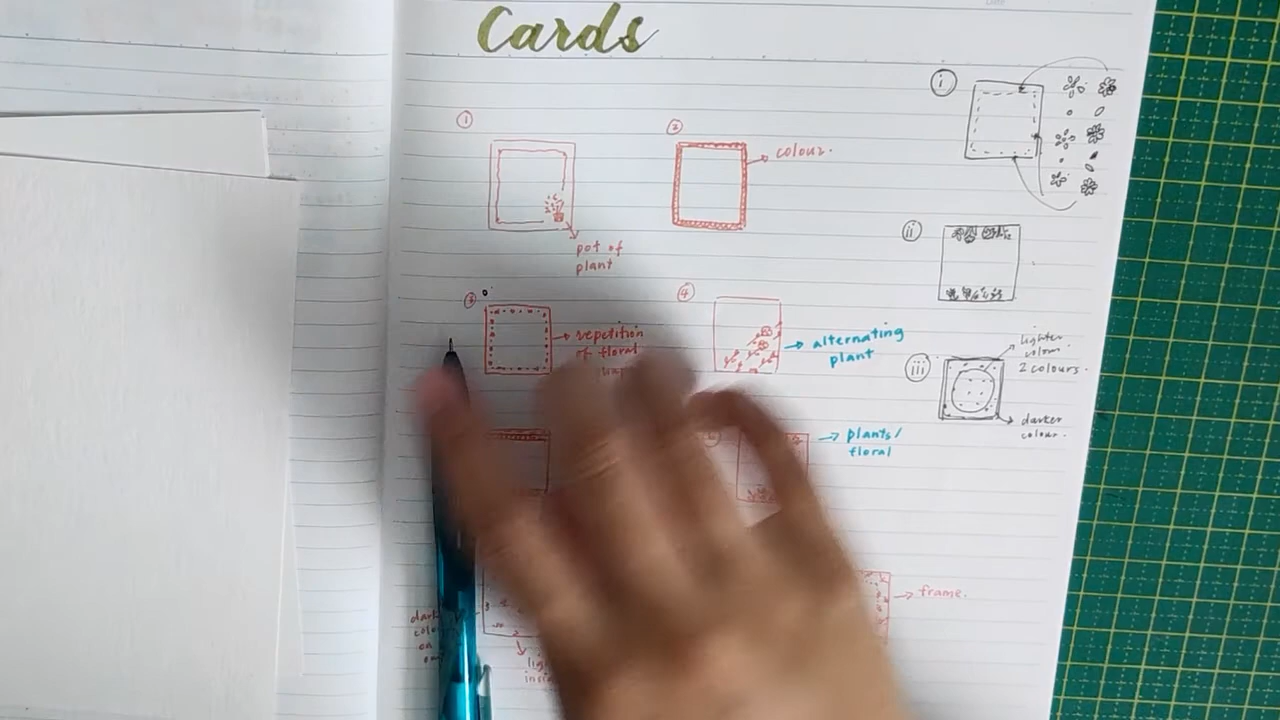 Cards
1
2
colour.
pot of
plant
3
repetition
of floral
4
alternating
plant
plants/
floral
frame.
i
ii
iii
lighter
colour
2 colours.
darker
colour.